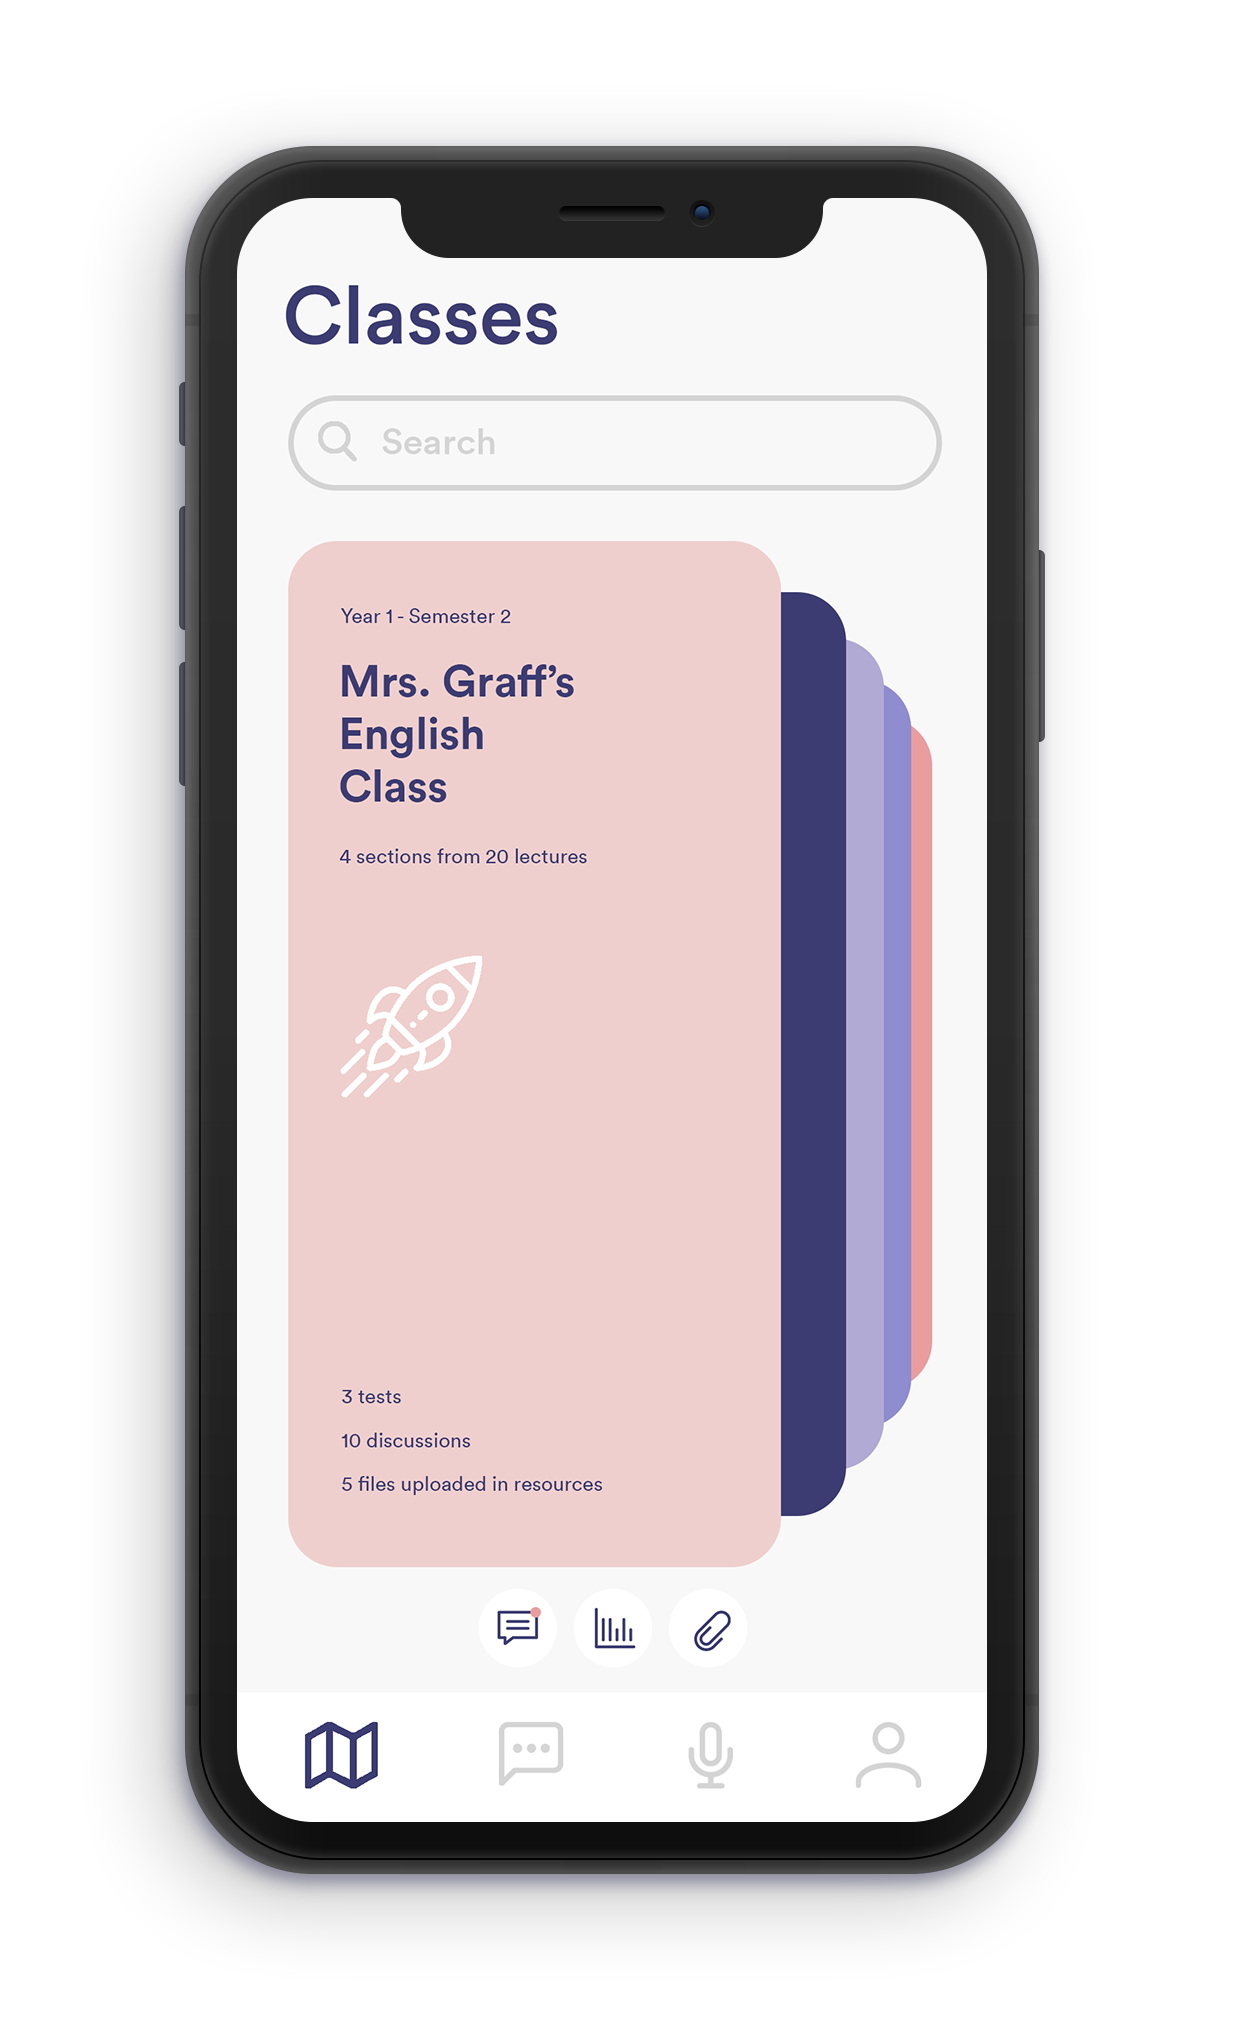 Classes
Search
Year 1 - Semester 2
Mrs. Graff’s
English
Class
4 sections from 20 lectures
3 tests
10 discussions
5 files uploaded in resources